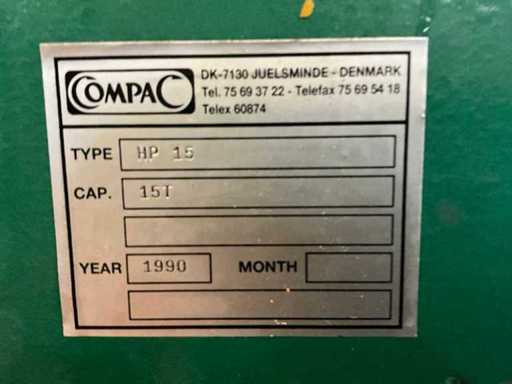 COMPAC
DK-7130 JUELSMINDE - DENMARK
Tel. 75 69 37 22 - Telefax 75 69 54 18
Telex 60874
TYPE HP 15
CAP. 15T
YEAR 1990 MONTH